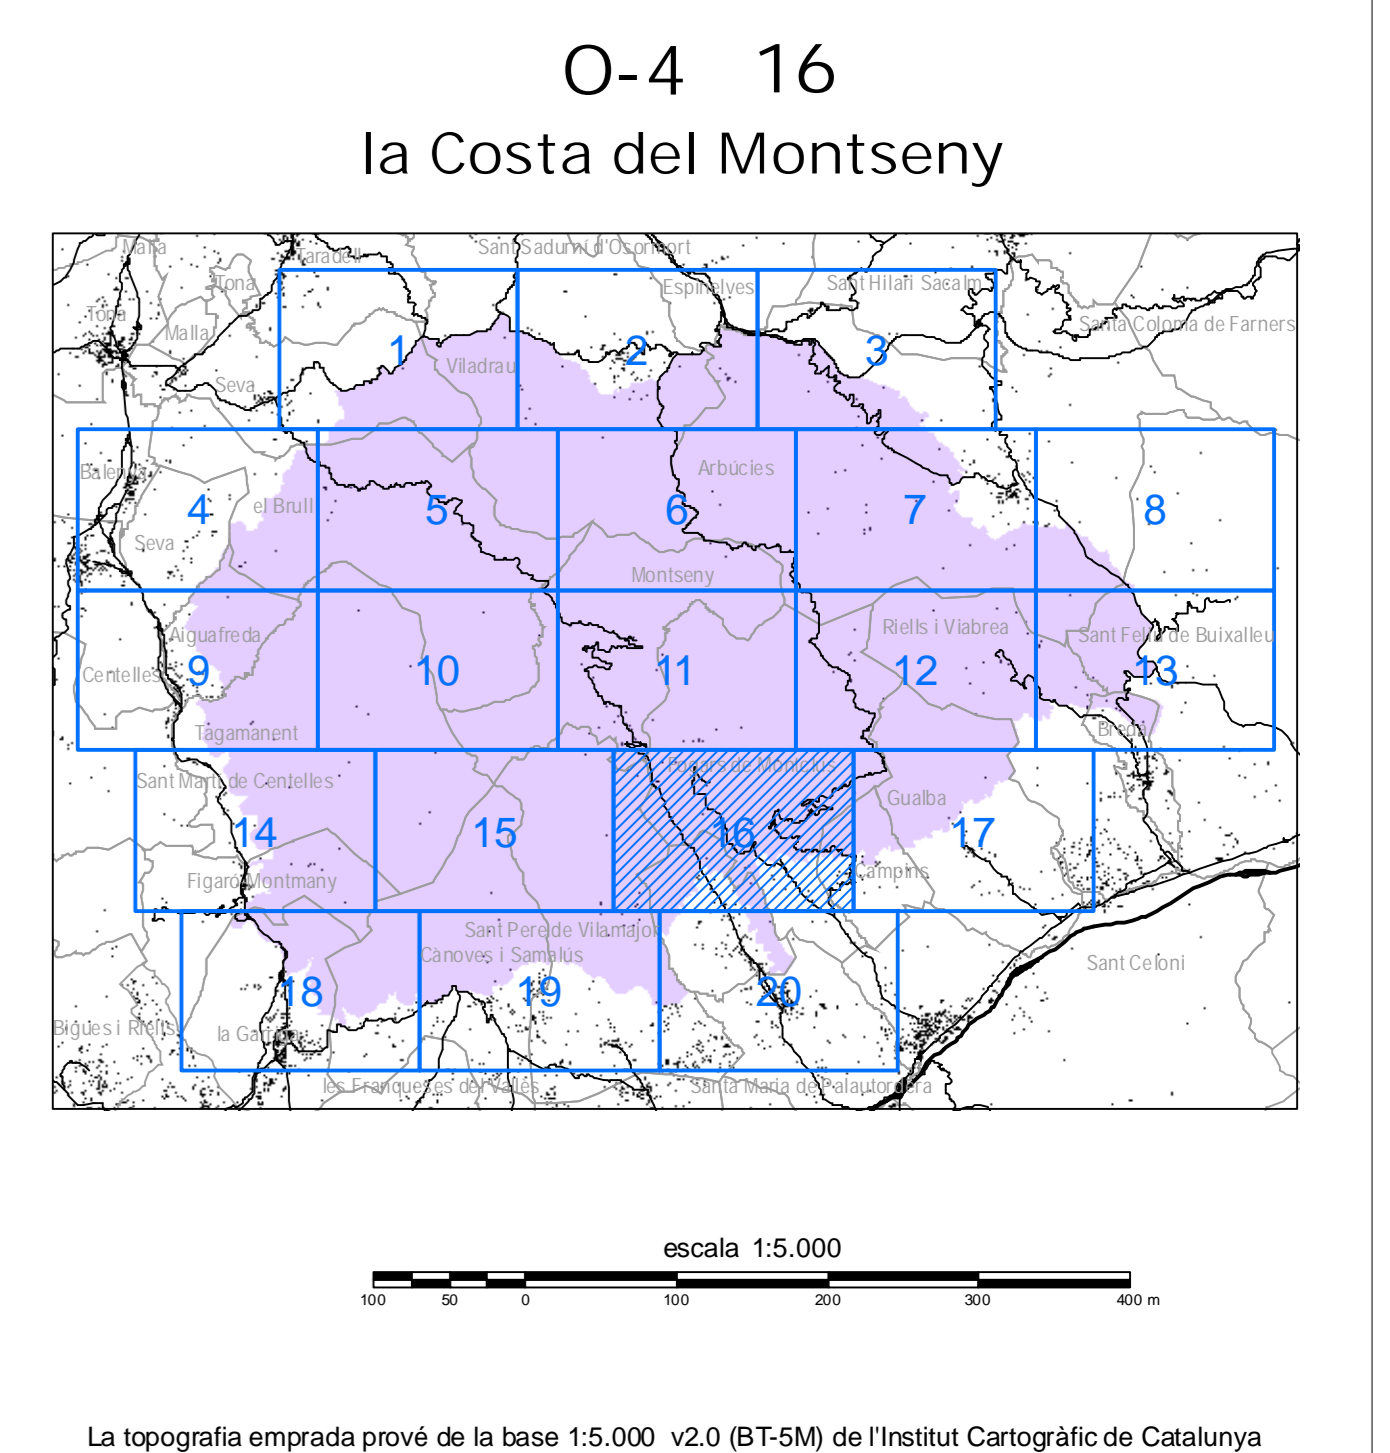 O-4 16
la Costa del Montseny
Malla
Taradell
Sant Sadurní d'Osormort
Tona
Espinelves
Sant Hilari Sacalm
Tona
Malla
Santa Coloma de Farners
1
2
3
Viladrau
Seva
Balenyà
Arbúcies
4
el Brull
5
6
7
8
Seva
Montseny
Aiguafreda
Riells i Viabrea
Sant Feliu de Buixalleu
Centelles
9
10
11
12
13
Tagamanent
Breda
Fogars de Montclús
Sant Martí de Centelles
Gualba
14
15
16
17
Figaró-Montmany
Campins
Sant Pere de Vilamajor
Cànoves i Samalús
Sant Celoni
18
19
20
Bigues i Riells
la Garriga
les Franqueses del Vallès
Santa Maria de Palautordera
escala 1:5.000
100 50 0 100 200 300 400 m
La topografia emprada prové de la base 1:5.000 v2.0 (BT-5M) de l'Institut Cartogràfic de Catalunya